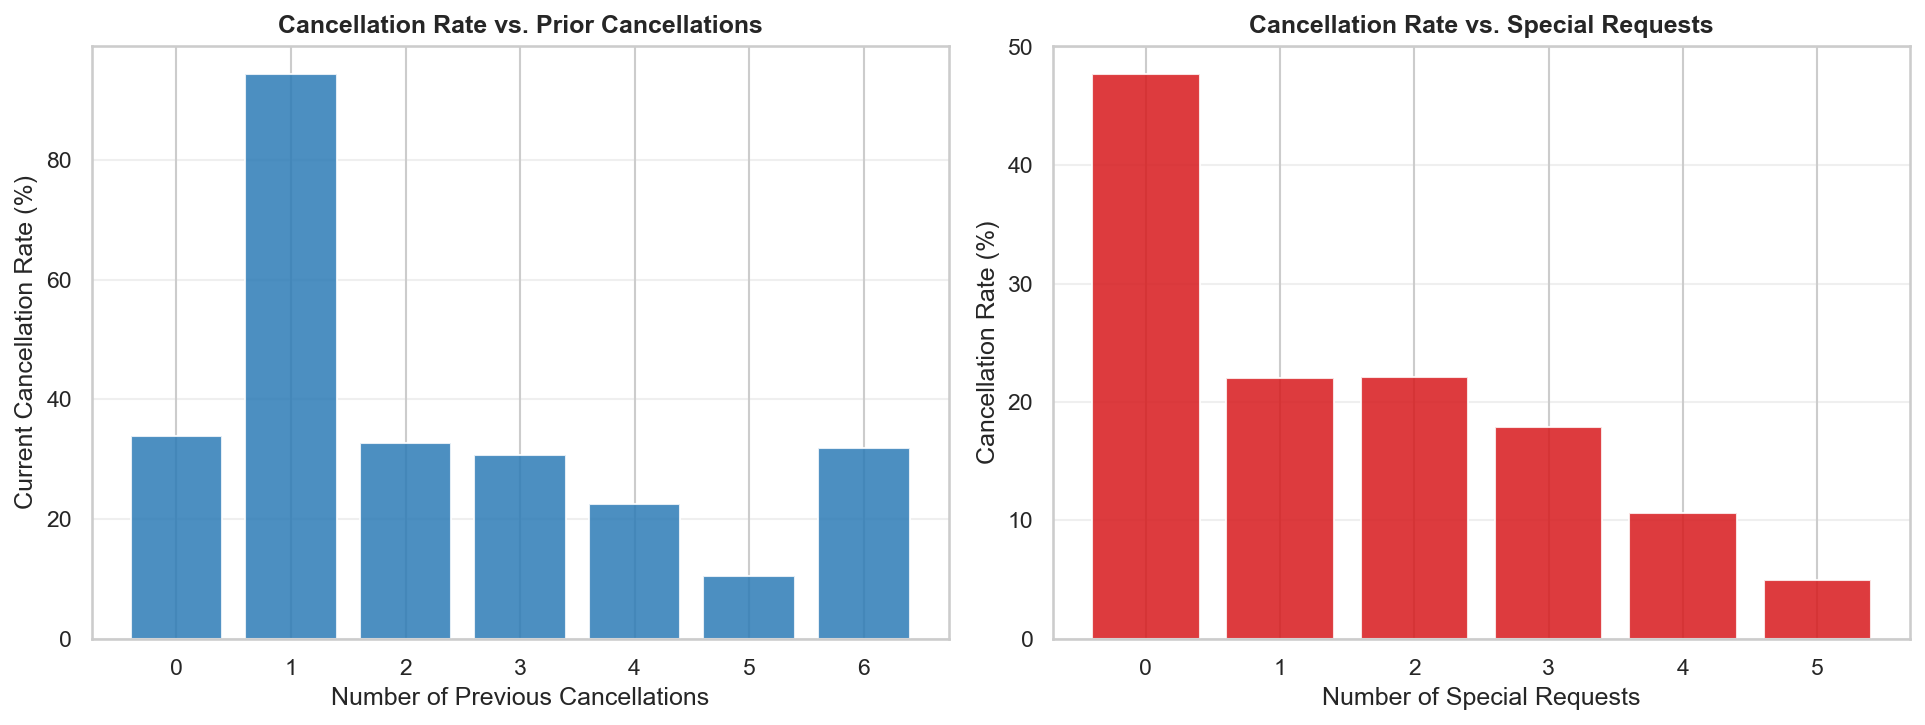 Cancellation Rate vs. Prior Cancellations
Current Cancellation Rate (%)
80
60
40
20
0
0 1 2 3 4 5 6
Number of Previous Cancellations
Cancellation Rate vs. Special Requests
Cancellation Rate (%)
50
40
30
20
10
0
0 1 2 3 4 5
Number of Special Requests